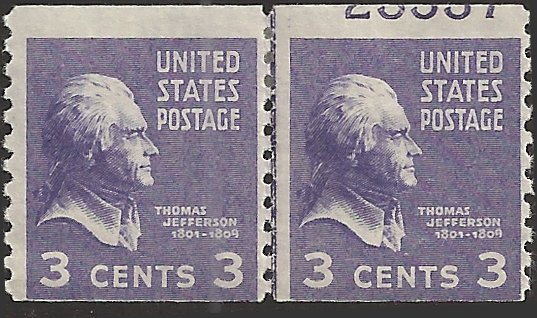 UNITED
STATES
POSTAGE
THOMAS
JEFFERSON
1801-1809
3 CENTS 3
UNITED
STATES
POSTAGE
THOMAS
JEFFERSON
1801-1809
3 CENTS 3